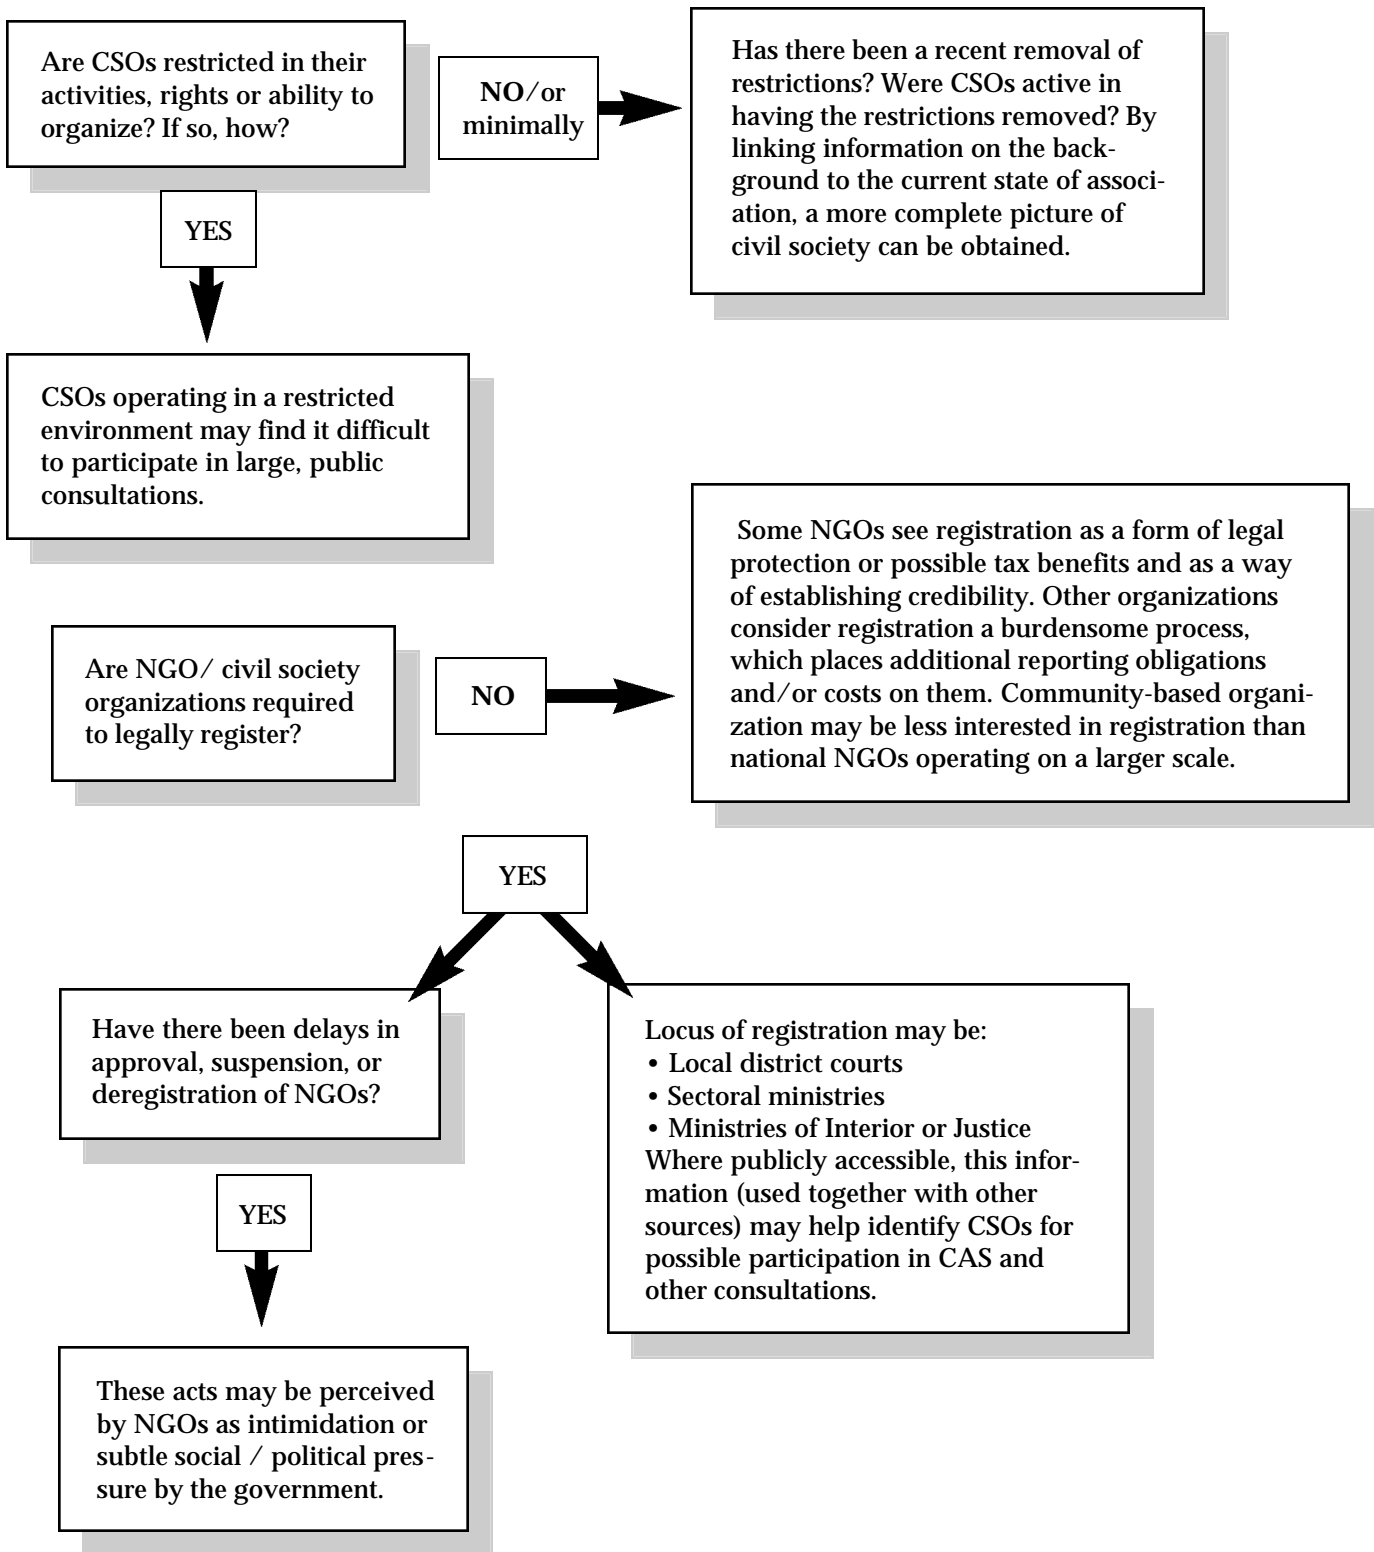 Are CSOs restricted in their
activities, rights or ability to
organize? If so, how?
NO/or
minimally
Has there been a recent removal of
restrictions? Were CSOs active in
having the restrictions removed? By
linking information on the back-
ground to the current state of associ-
ation, a more complete picture of
civil society can be obtained.
YES
CSOs operating in a restricted
environment may find it difficult
to participate in large, public
consultations.
Are NGO/ civil society
organizations required
to legally register?
NO
Some NGOs see registration as a form of legal
protection or possible tax benefits and as a way
of establishing credibility. Other organizations
consider registration a burdensome process,
which places additional reporting obligations
and/or costs on them. Community-based organi-
zation may be less interested in registration than
national NGOs operating on a larger scale.
YES
Have there been delays in
approval, suspension, or
deregistration of NGOs?
Locus of registration may be:
• Local district courts
• Sectoral ministries
• Ministries of Interior or Justice
Where publicly accessible, this infor-
mation (used together with other
sources) may help identify CSOs for
possible participation in CAS and
other consultations.
YES
These acts may be perceived
by NGOs as intimidation or
subtle social / political pres-
sure by the government.